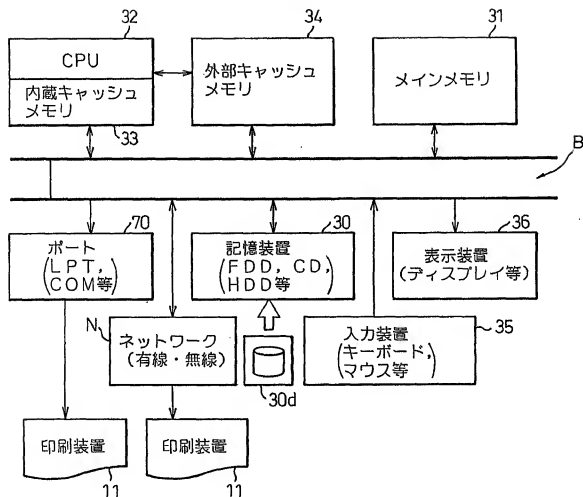 32
34
31
CPU
内蔵キャッシュ
メモリ
33
外部キャッシュ
メモリ
メインメモリ
B
70
30
36
ポート
(LPT,
COM等)
記憶装置
(FDD, CD,
HDD等)
表示装置
(ディスプレイ等)
N
ネットワーク
(有線・無線)
30d
入力装置
(キーボード,
マウス等)
35
印刷装置
印刷装置
11
11